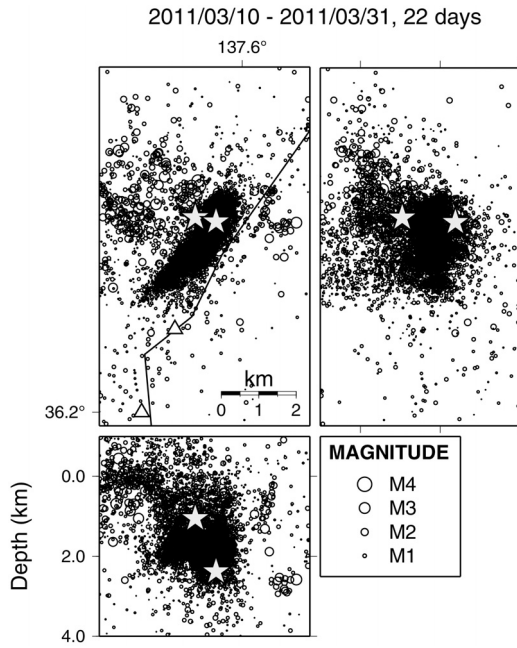 2011/03/10 - 2011/03/31, 22 days
137.6°
km
0 1 2
36.2°
0.0
2.0
4.0
Depth (km)
MAGNITUDE
M4
M3
M2
M1